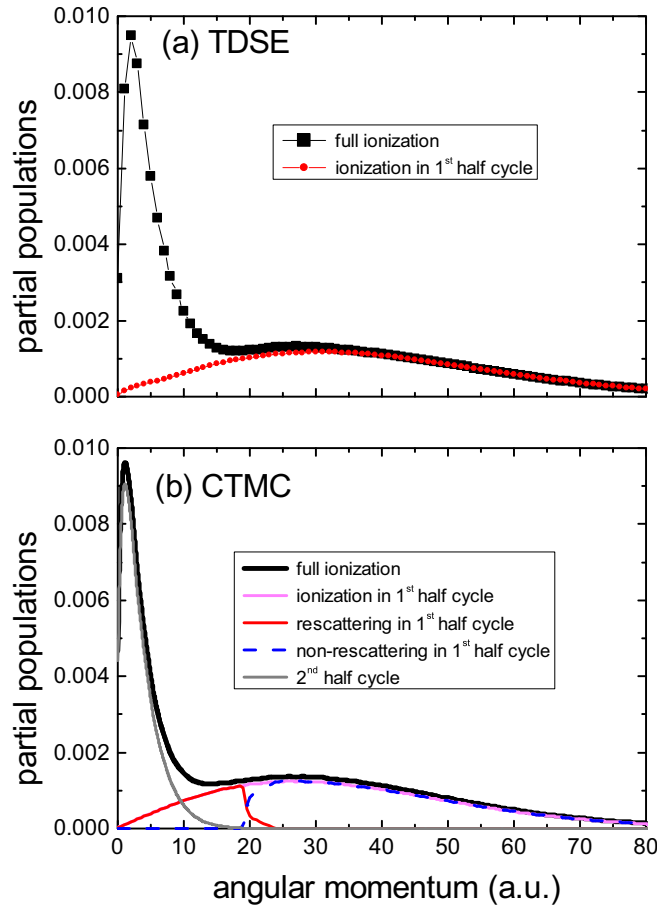 (a) TDSE
0.010
0.008
0.006
0.004
0.002
0.000
partial populations
full ionization
ionization in 1st half cycle
(b) CTMC
0.010
0.008
0.006
0.004
0.002
0.000
partial populations
full ionization
ionization in 1st half cycle
rescattering in 1st half cycle
non-rescattering in 1st half cycle
2nd half cycle
0 10 20 30 40 50 60 70 80
angular momentum (a.u.)